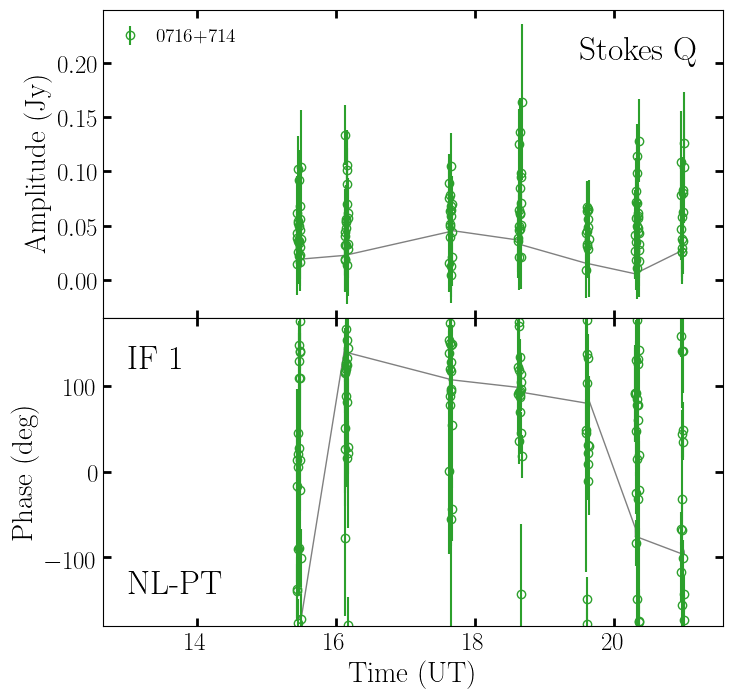 0716+714
Stokes Q
0.20
0.15
0.10
0.05
0.00
Amplitude (Jy)
IF 1
100
0
−100
Phase (deg)
NL-PT
14 16 18 20
Time (UT)